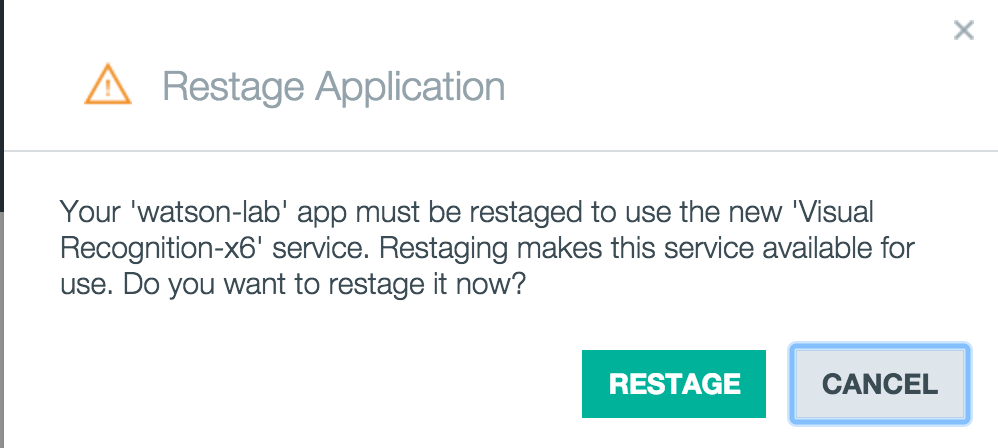 Restage Application
Your 'watson-lab' app must be restaged to use the new 'Visual
Recognition-x6' service. Restaging makes this service available for
use. Do you want to restage it now?
RESTAGE
CANCEL